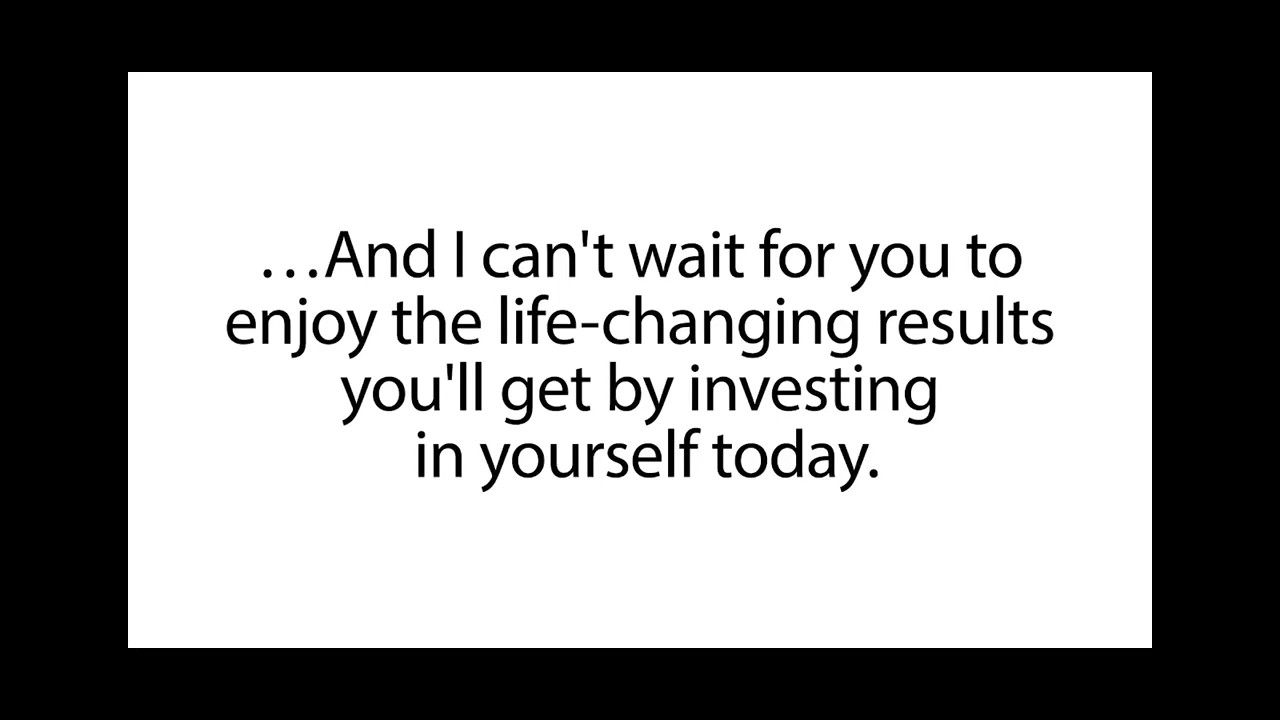 …And I can't wait for you to
enjoy the life-changing results
you'll get by investing
in yourself today.